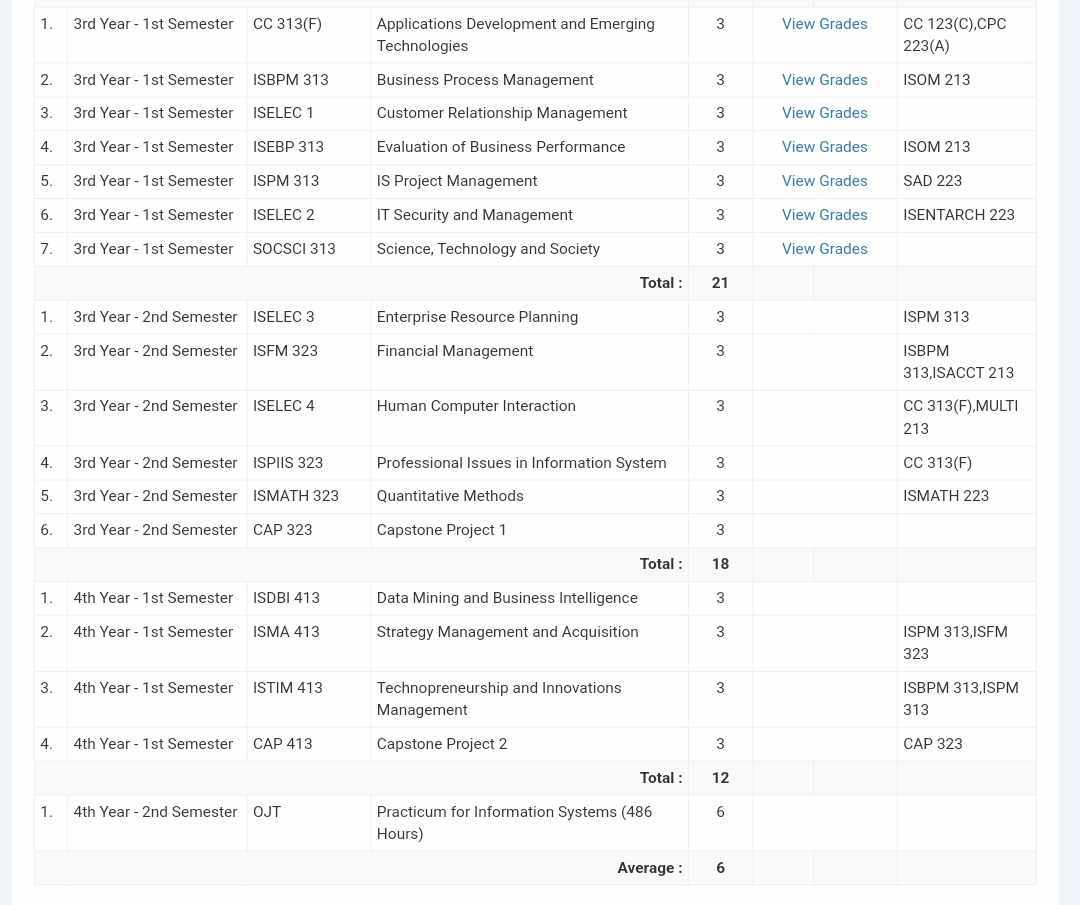 1. 3rd Year - 1st Semester CC 313(F) Applications Development and Emerging Technologies 3 View Grades CC 123(C),CPC 223(A)
2. 3rd Year - 1st Semester ISBPM 313 Business Process Management 3 View Grades ISOM 213
3. 3rd Year - 1st Semester ISELEC 1 Customer Relationship Management 3 View Grades
4. 3rd Year - 1st Semester ISEBP 313 Evaluation of Business Performance 3 View Grades ISOM 213
5. 3rd Year - 1st Semester ISPM 313 IS Project Management 3 View Grades SAD 223
6. 3rd Year - 1st Semester ISELEC 2 IT Security and Management 3 View Grades ISENTARCH 223
7. 3rd Year - 1st Semester SOCSCI 313 Science, Technology and Society 3 View Grades
Total : 21
1. 3rd Year - 2nd Semester ISELEC 3 Enterprise Resource Planning 3 ISPM 313
2. 3rd Year - 2nd Semester ISFM 323 Financial Management 3 ISBPM 313,ISACCT 213
3. 3rd Year - 2nd Semester ISELEC 4 Human Computer Interaction 3 CC 313(F),MULTI 213
4. 3rd Year - 2nd Semester ISPIIS 323 Professional Issues in Information System 3 CC 313(F)
5. 3rd Year - 2nd Semester ISMATH 323 Quantitative Methods 3 ISMATH 223
6. 3rd Year - 2nd Semester CAP 323 Capstone Project 1 3
Total : 18
1. 4th Year - 1st Semester ISDBI 413 Data Mining and Business Intelligence 3
2. 4th Year - 1st Semester ISMA 413 Strategy Management and Acquisition 3 ISPM 313,ISFM 323
3. 4th Year - 1st Semester ISTIM 413 Technopreneurship and Innovations Management 3 ISBPM 313,ISPM 313
4. 4th Year - 1st Semester CAP 413 Capstone Project 2 3 CAP 323
Total : 12
1. 4th Year - 2nd Semester OJT Practicum for Information Systems (486 Hours) 6
Average : 6